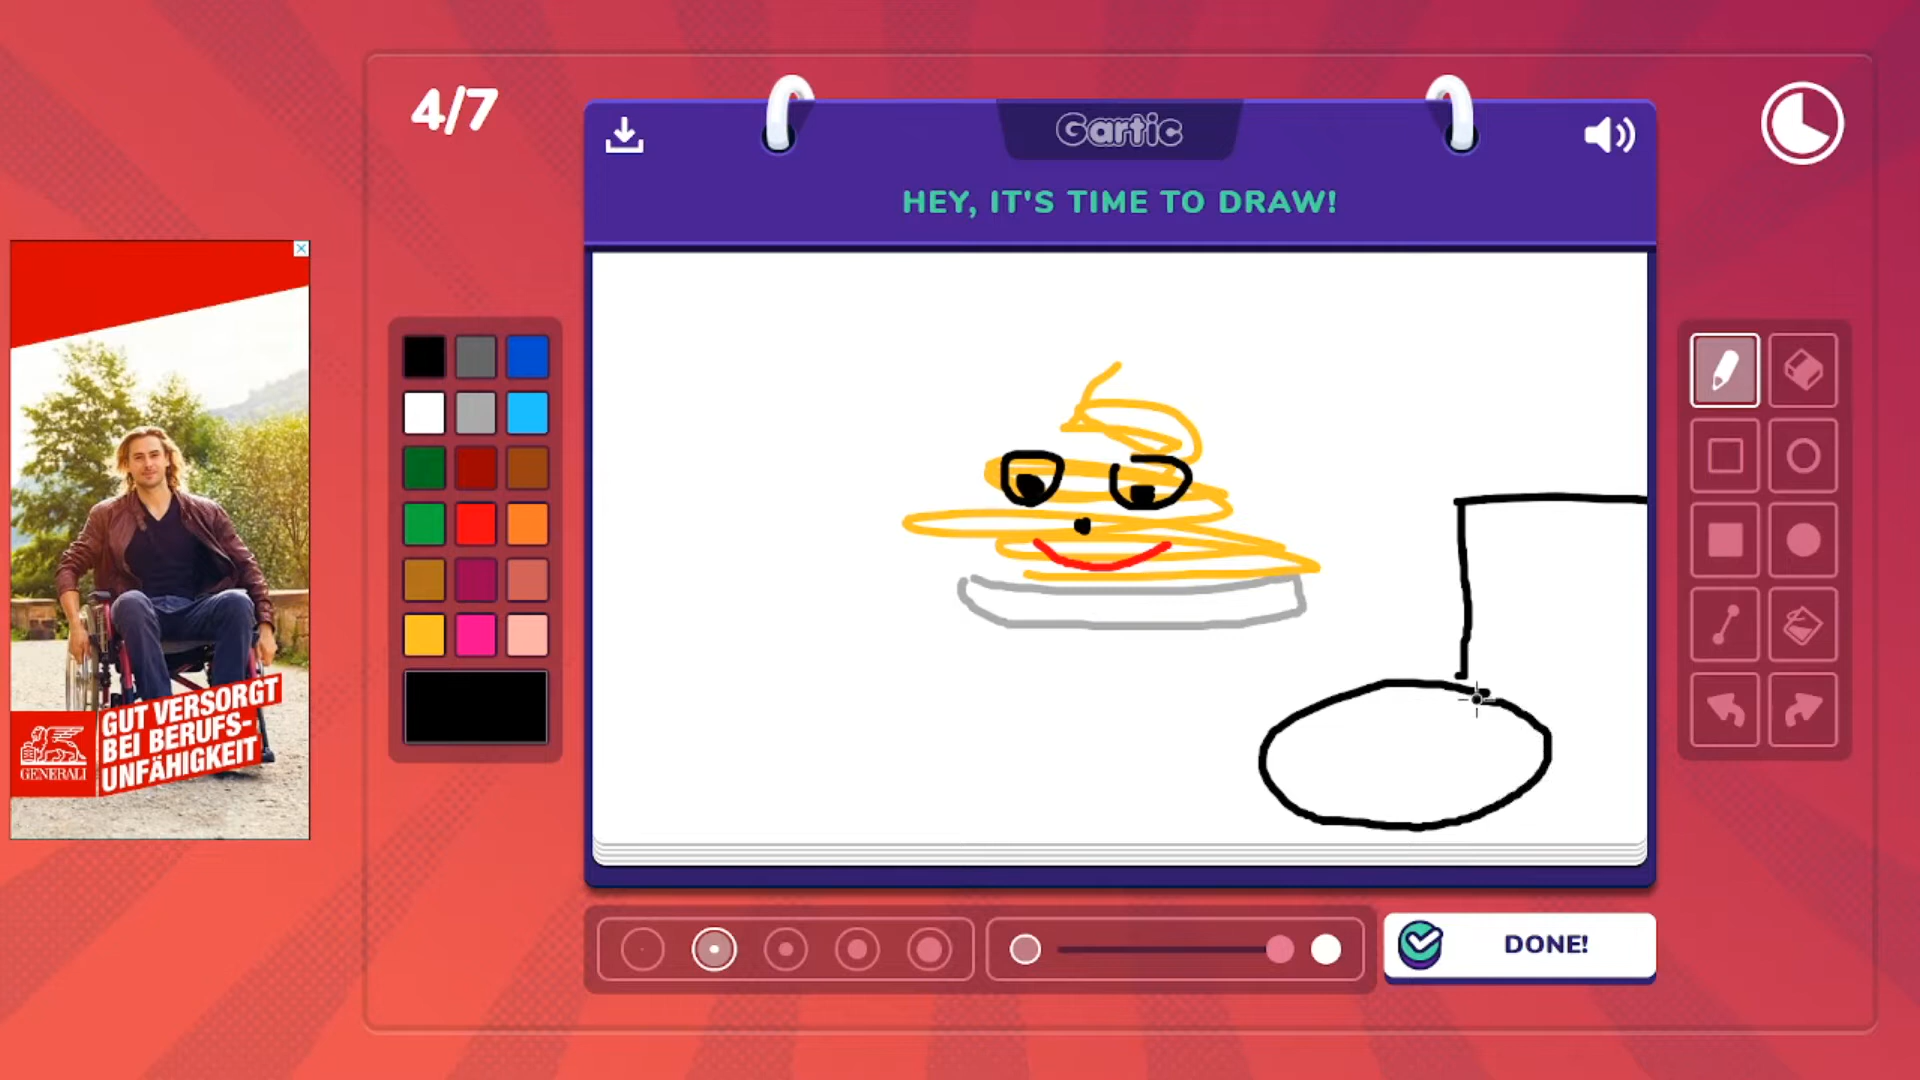 4/7
Gartic
HEY, IT'S TIME TO DRAW!
GUT VERSORGT
BEI BERUFS-
UNFÄHIGKEIT
GENERALI
DONE!